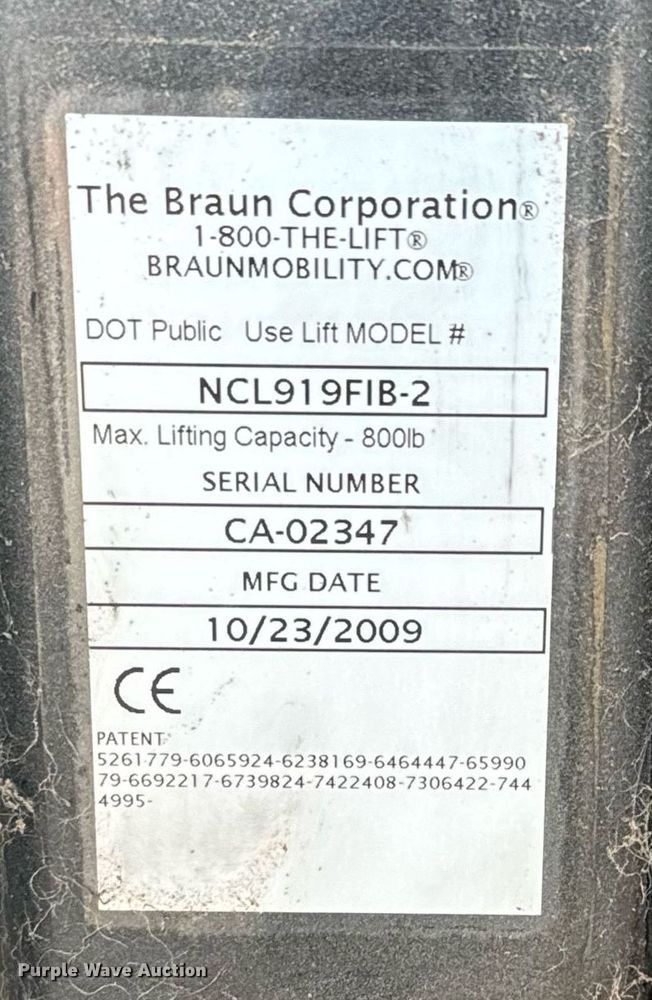 The Braun Corporation®
1-800-THE-LIFT®
BRAUNMOBILITY.COM®
DOT Public Use Lift MODEL #
NCL919FIB-2
Max. Lifting Capacity - 800lb
SERIAL NUMBER
CA-02347
MFG DATE
10/23/2009
CE
PATENT:
5261779-6065924-6238169-6464447-65990
79-6692217-6739824-7422408-7306422-744
4995-
Purple Wave Auction